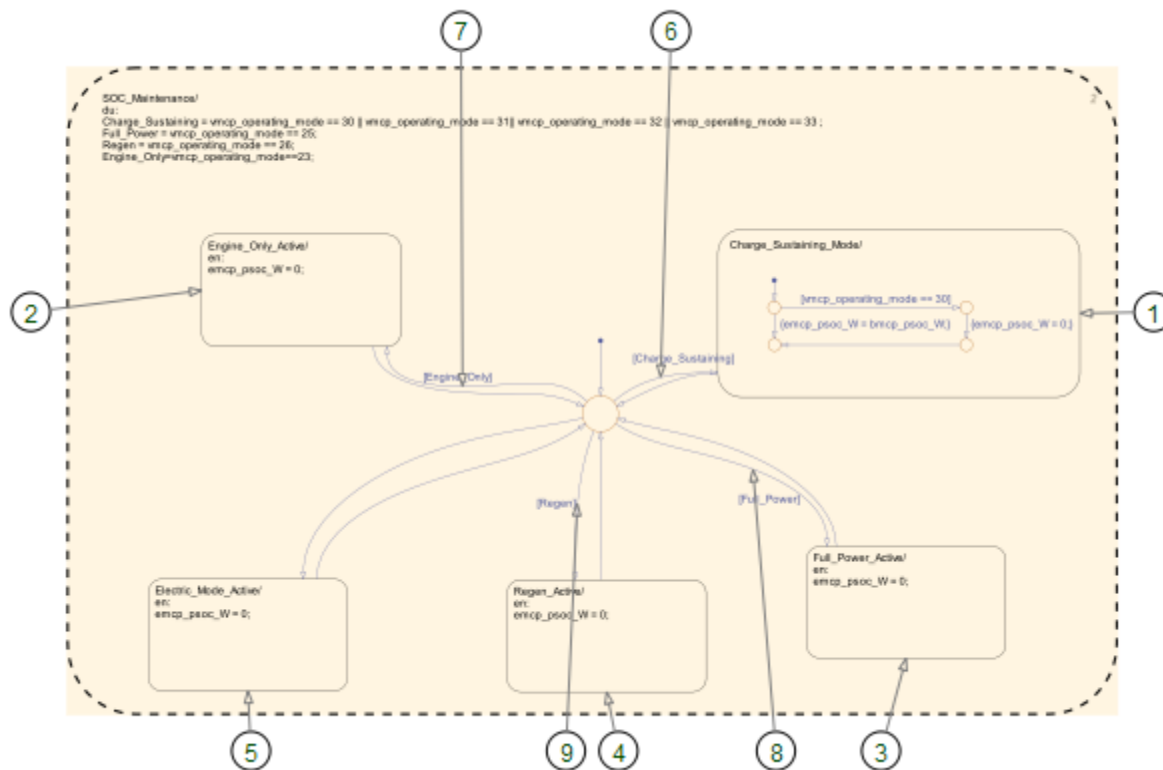 7
6
SOC_Maintenance/
du:
Charge_Sustaining = vmcp_operating_mode == 30 || vmcp_operating_mode == 31|| vmcp_operating_mode == 32 || vmcp_operating_mode == 33 ;
Full_Power = vmcp_operating_mode == 25;
Regen = vmcp_operating_mode == 26;
Engine_Only=vmcp_operating_mode==23;
2
Engine_Only_Active/
en:
emcp_psoc_W = 0;
2
Charge_Sustaining_Mode/
[vmcp_operating_mode == 30]
{emcp_psoc_W = bmcp_psoc_W;}
{emcp_psoc_W = 0;}
1
[Engine_Only]
[Charge_Sustaining]
[Regen]
[Full_Power]
Electric_Mode_Active/
en:
emcp_psoc_W = 0;
Regen_Active/
en:
emcp_psoc_W = 0;
Full_Power_Active/
en:
emcp_psoc_W = 0;
5
9
4
8
3